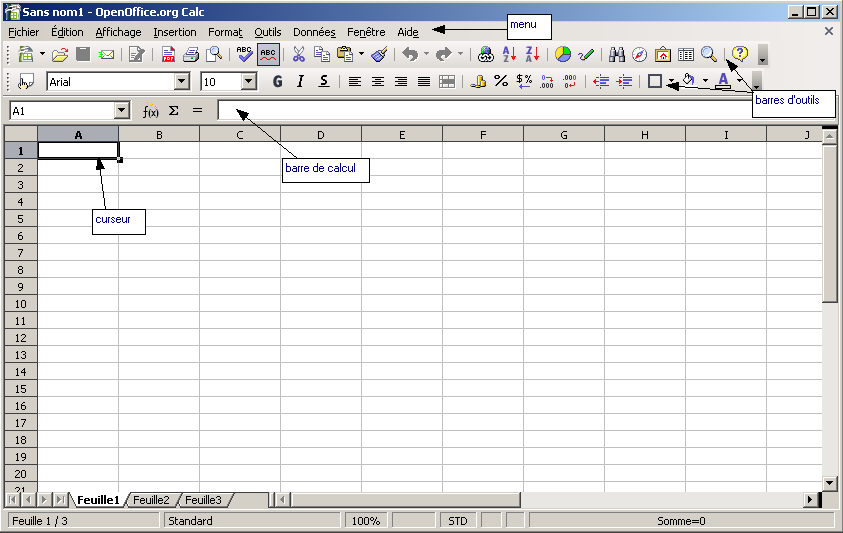 Sans nom1 - OpenOffice.org Calc
menu
Fichier Édition Affichage Insertion Format Outils Données Fenêtre Aide
ABC ABC
Arial 10 G I S
barres d'outils
A1 f(x) Σ =
A B C D E F G H I J
1
barre de calcul
2
3
4
curseur
5
6
7
8
9
10
11
12
13
14
15
16
17
18
19
20
21
Feuille1 Feuille2 Feuille3
Feuille 1 / 3 Standard 100% STD Somme=0